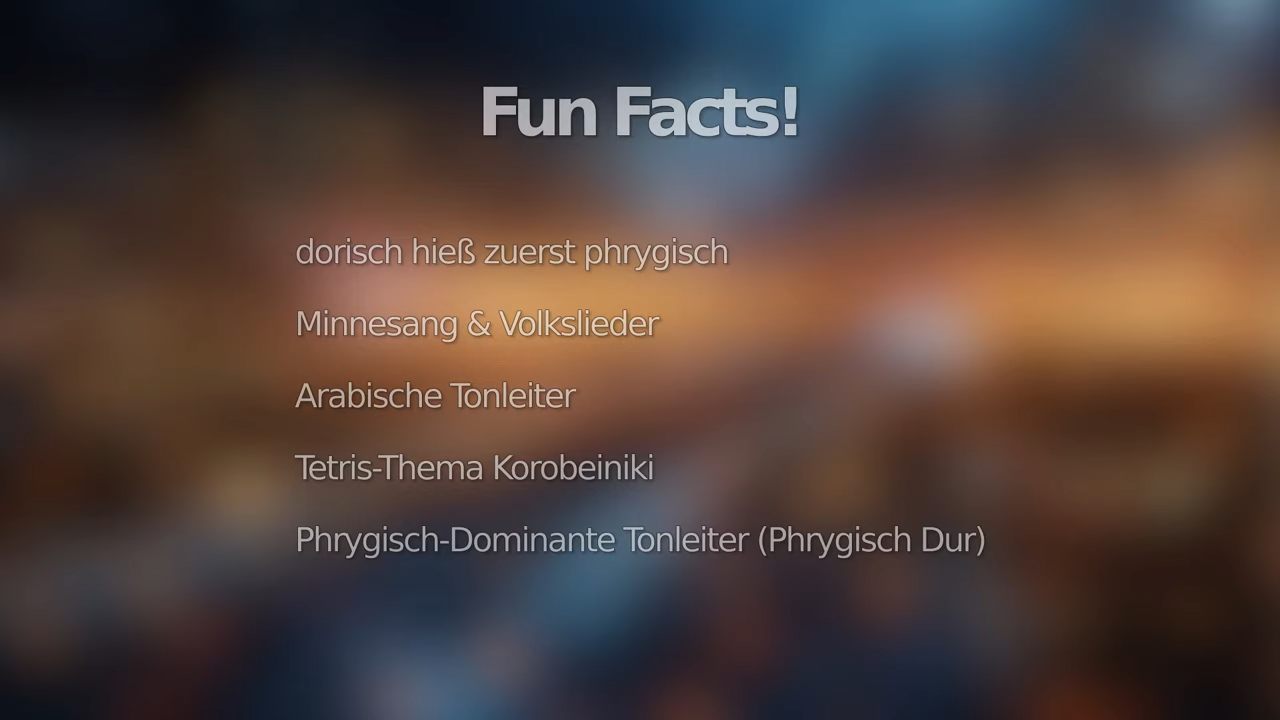 Fun Facts!
dorisch hieß zuerst phrygisch
Minnesang & Volkslieder
Arabische Tonleiter
Tetris-Thema Korobeiniki
Phrygisch-Dominante Tonleiter (Phrygisch Dur)